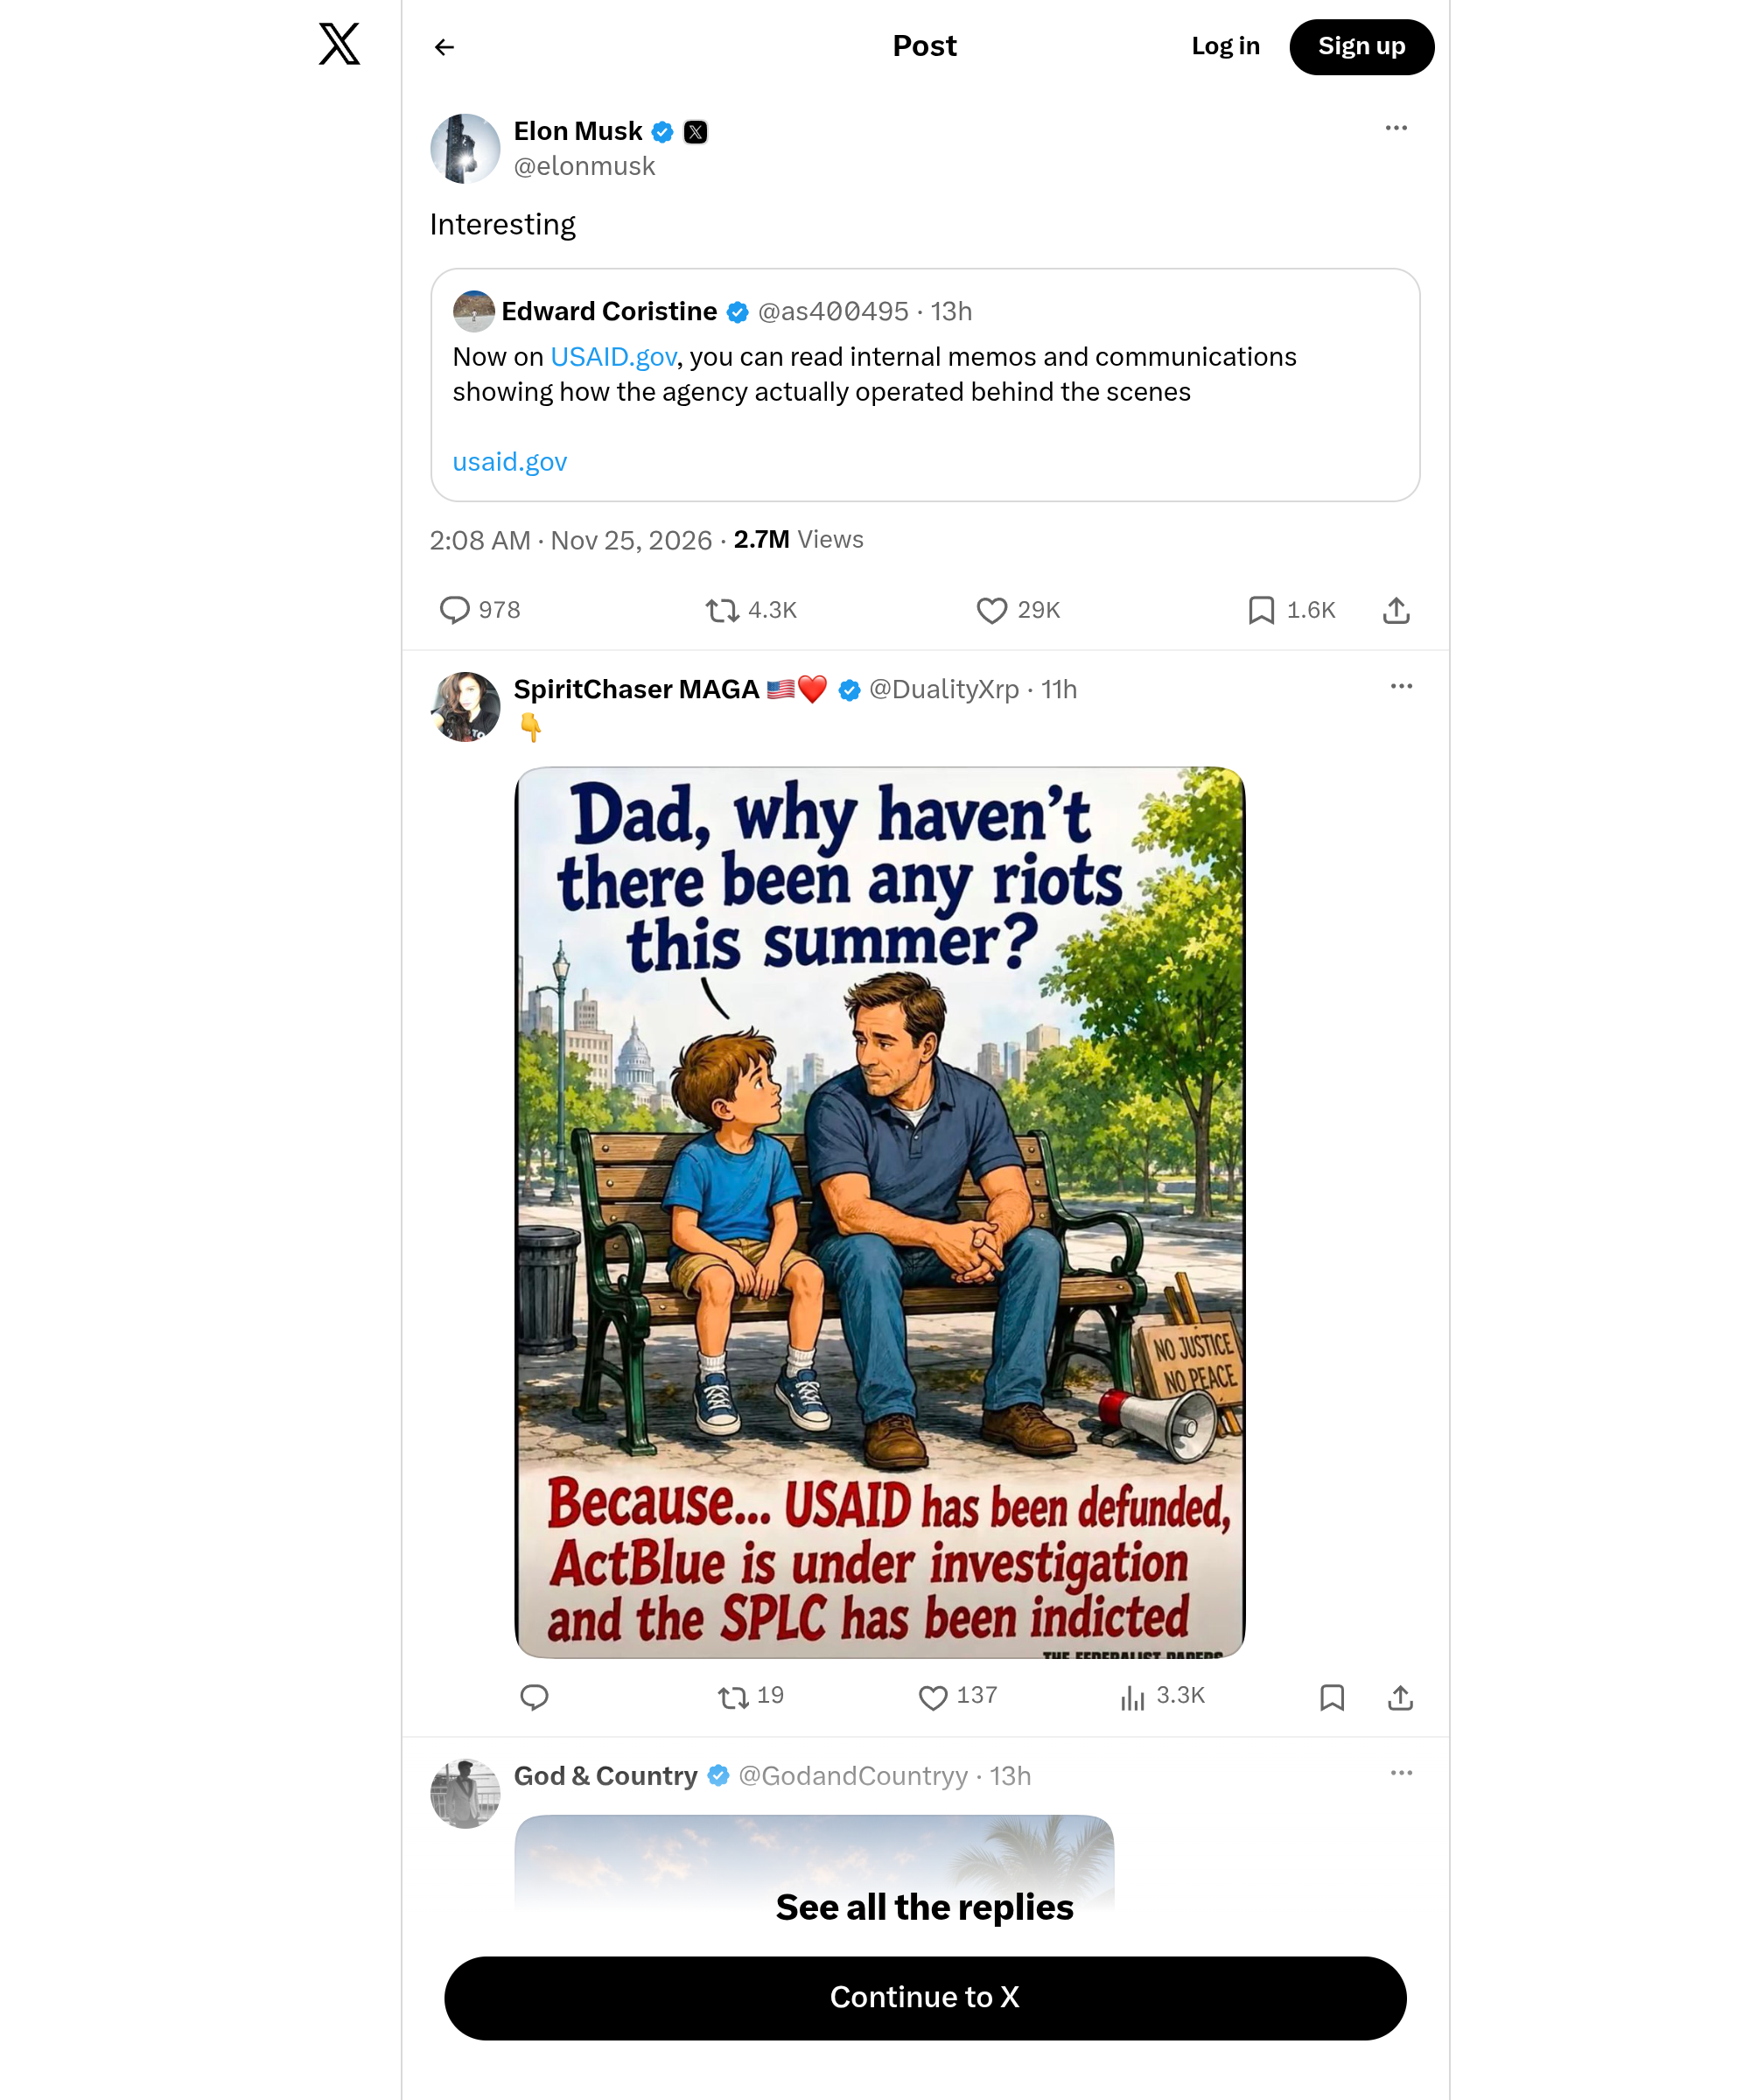 Post
Log in
Sign up
Elon Musk
@elonmusk
Interesting
Edward Coristine @as400495 · 13h
Now on USAID.gov, you can read internal memos and communications
showing how the agency actually operated behind the scenes
usaid.gov
2:08 AM · Nov 25, 2026 · 2.7M Views
978 4.3K 29K 1.6K
SpiritChaser MAGA 🇺🇸❤️ @DualityXrp · 11h
👇
Dad, why haven't
there been any riots
this summer?
NO JUSTICE
NO PEACE
Because... USAID has been defunded,
ActBlue is under investigation
and the SPLC has been indicted
THE FEDERALIST PAPERS
19 137 3.3K
God & Country @GodandCountryy · 13h
See all the replies
Continue to X